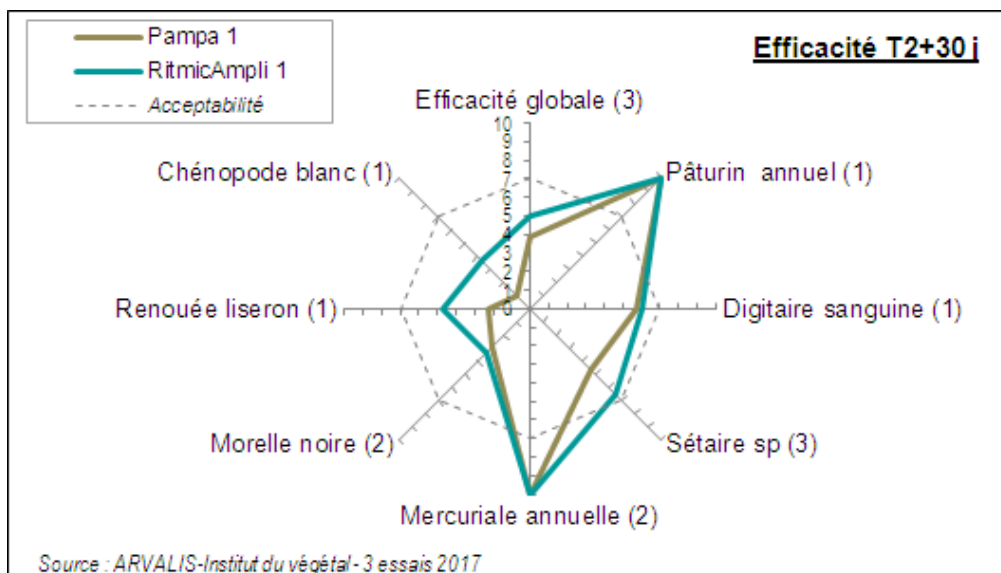 Pampa 1
RitmicAmpli 1
Acceptabilité
Efficacité T2+30 j
Efficacité globale (3)
Chénopode blanc (1)
Pâturin annuel (1)
10
9
8
7
6
5
4
3
2
1
0
Renouée liseron (1)
Digitaire sanguine (1)
Morelle noire (2)
Sétaire sp (3)
Mercuriale annuelle (2)
Source : ARVALIS-Institut du végétal - 3 essais 2017